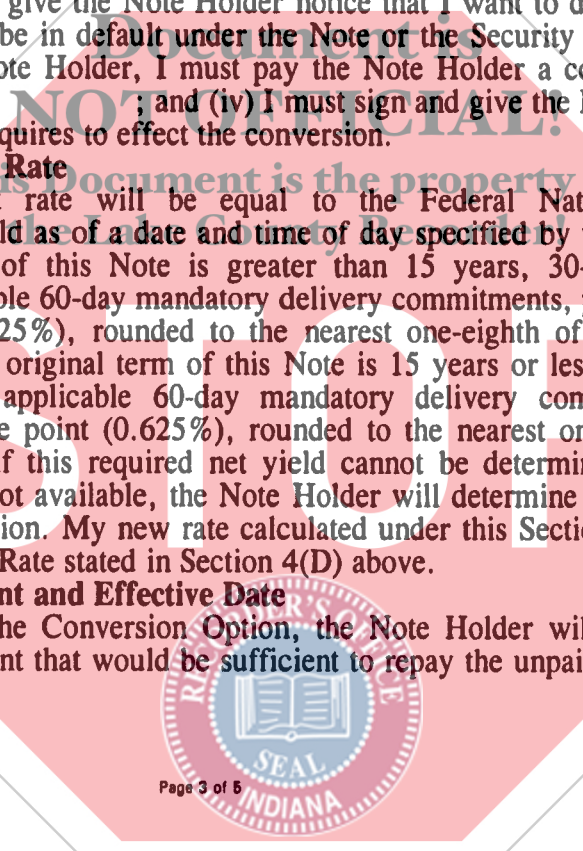 give the Note Holder notice that I want to
be in default under the Note or the Security
Note Holder, I must pay the Note Holder a
; and (iv) I must sign and give the
quires to effect the conversion.
Rate
rate will be equal to the Federal Nat
ld as of a date and time of day specified by
of this Note is greater than 15 years, 30-
ble 60-day mandatory delivery commitments,
25%), rounded to the nearest one-eighth of
original term of this Note is 15 years or les
applicable 60-day mandatory delivery com
e point (0.625%), rounded to the nearest on
f this required net yield cannot be determin
ot available, the Note Holder will determine
ion. My new rate calculated under this Secti
Rate stated in Section 4(D) above.
nt and Effective Date
he Conversion Option, the Note Holder wil
nt that would be sufficient to repay the unpai
Page 3 of 5
Document is
NOT OFFICIAL!
is Document is the property
the Lake County Recorder!
STOP
RECORDER'S OFFICE
SEAL
INDIANA